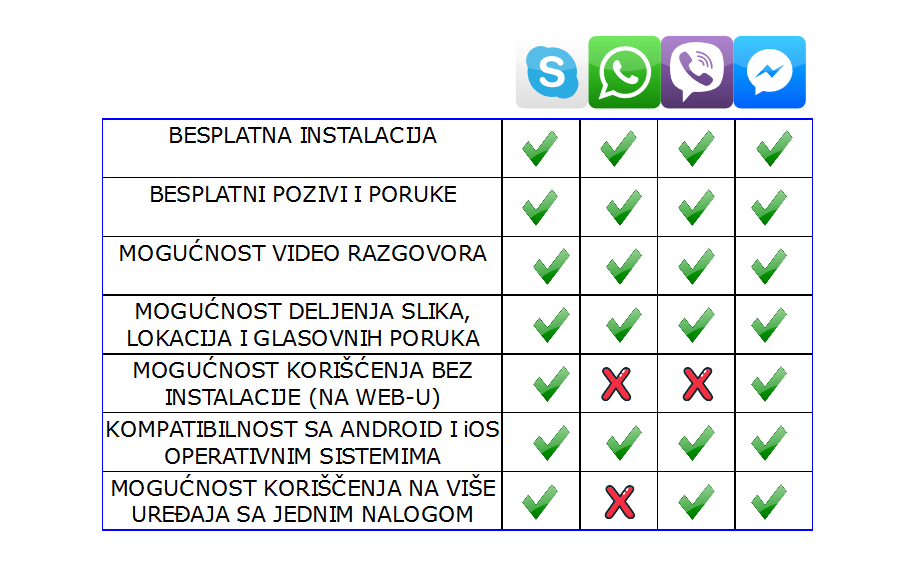 S
BESPLATNA INSTALACIJA
BESPLATNI POZIVI I PORUKE
MOGUĆNOST VIDEO RAZGOVORA
MOGUĆNOST DELJENJA SLIKA,
LOKACIJA I GLASOVNIH PORUKA
MOGUĆNOST KORIŠĆENJA BEZ
INSTALACIJE (NA WEB-U)
KOMPATIBILNOST SA ANDROID I iOS
OPERATIVNIM SISTEMIMA
MOGUĆNOST KORIŠČENJA NA VIŠE
UREĐAJA SA JEDNIM NALOGOM